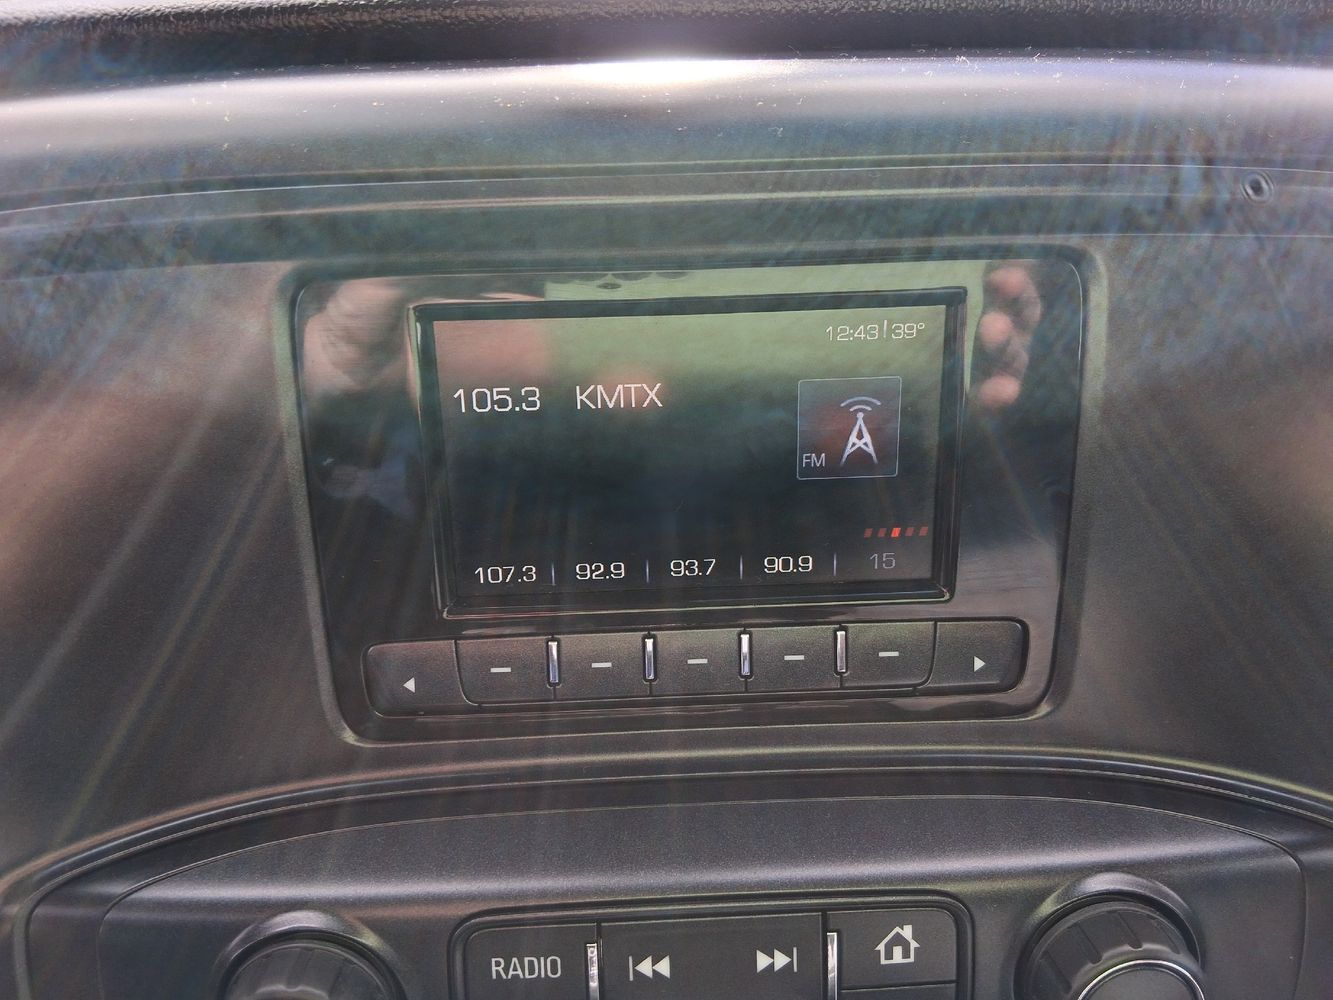 12:43 | 39°
105.3 KMTX
FM
107.3 | 92.9 | 93.7 | 90.9 | 15
RADIO